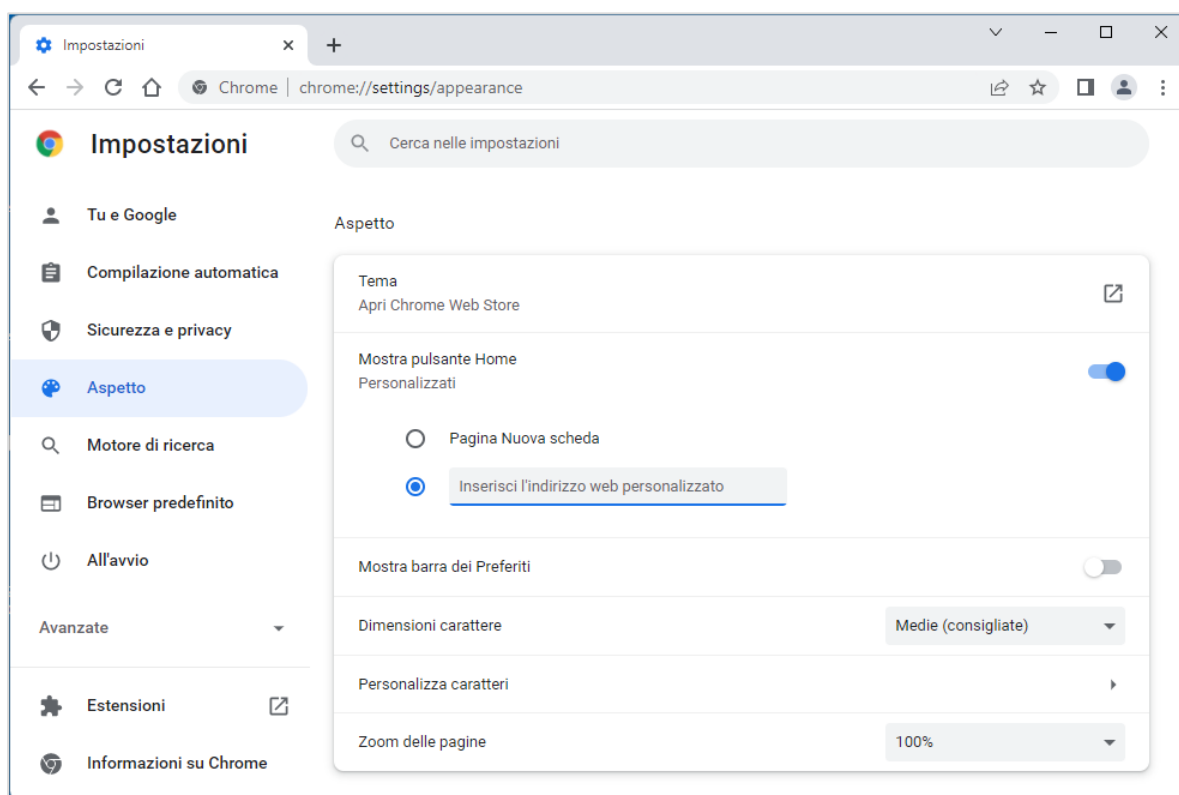 Impostazioni
Chrome | chrome://settings/appearance
Impostazioni
Cerca nelle impostazioni
Tu e Google
Compilazione automatica
Sicurezza e privacy
Aspetto
Motore di ricerca
Browser predefinito
All'avvio
Avanzate
Estensioni
Informazioni su Chrome
Aspetto
Tema
Apri Chrome Web Store
Mostra pulsante Home
Personalizzati
Pagina Nuova scheda
Inserisci l'indirizzo web personalizzato
Mostra barra dei Preferiti
Dimensioni carattere Medie (consigliate)
Personalizza caratteri
Zoom delle pagine 100%